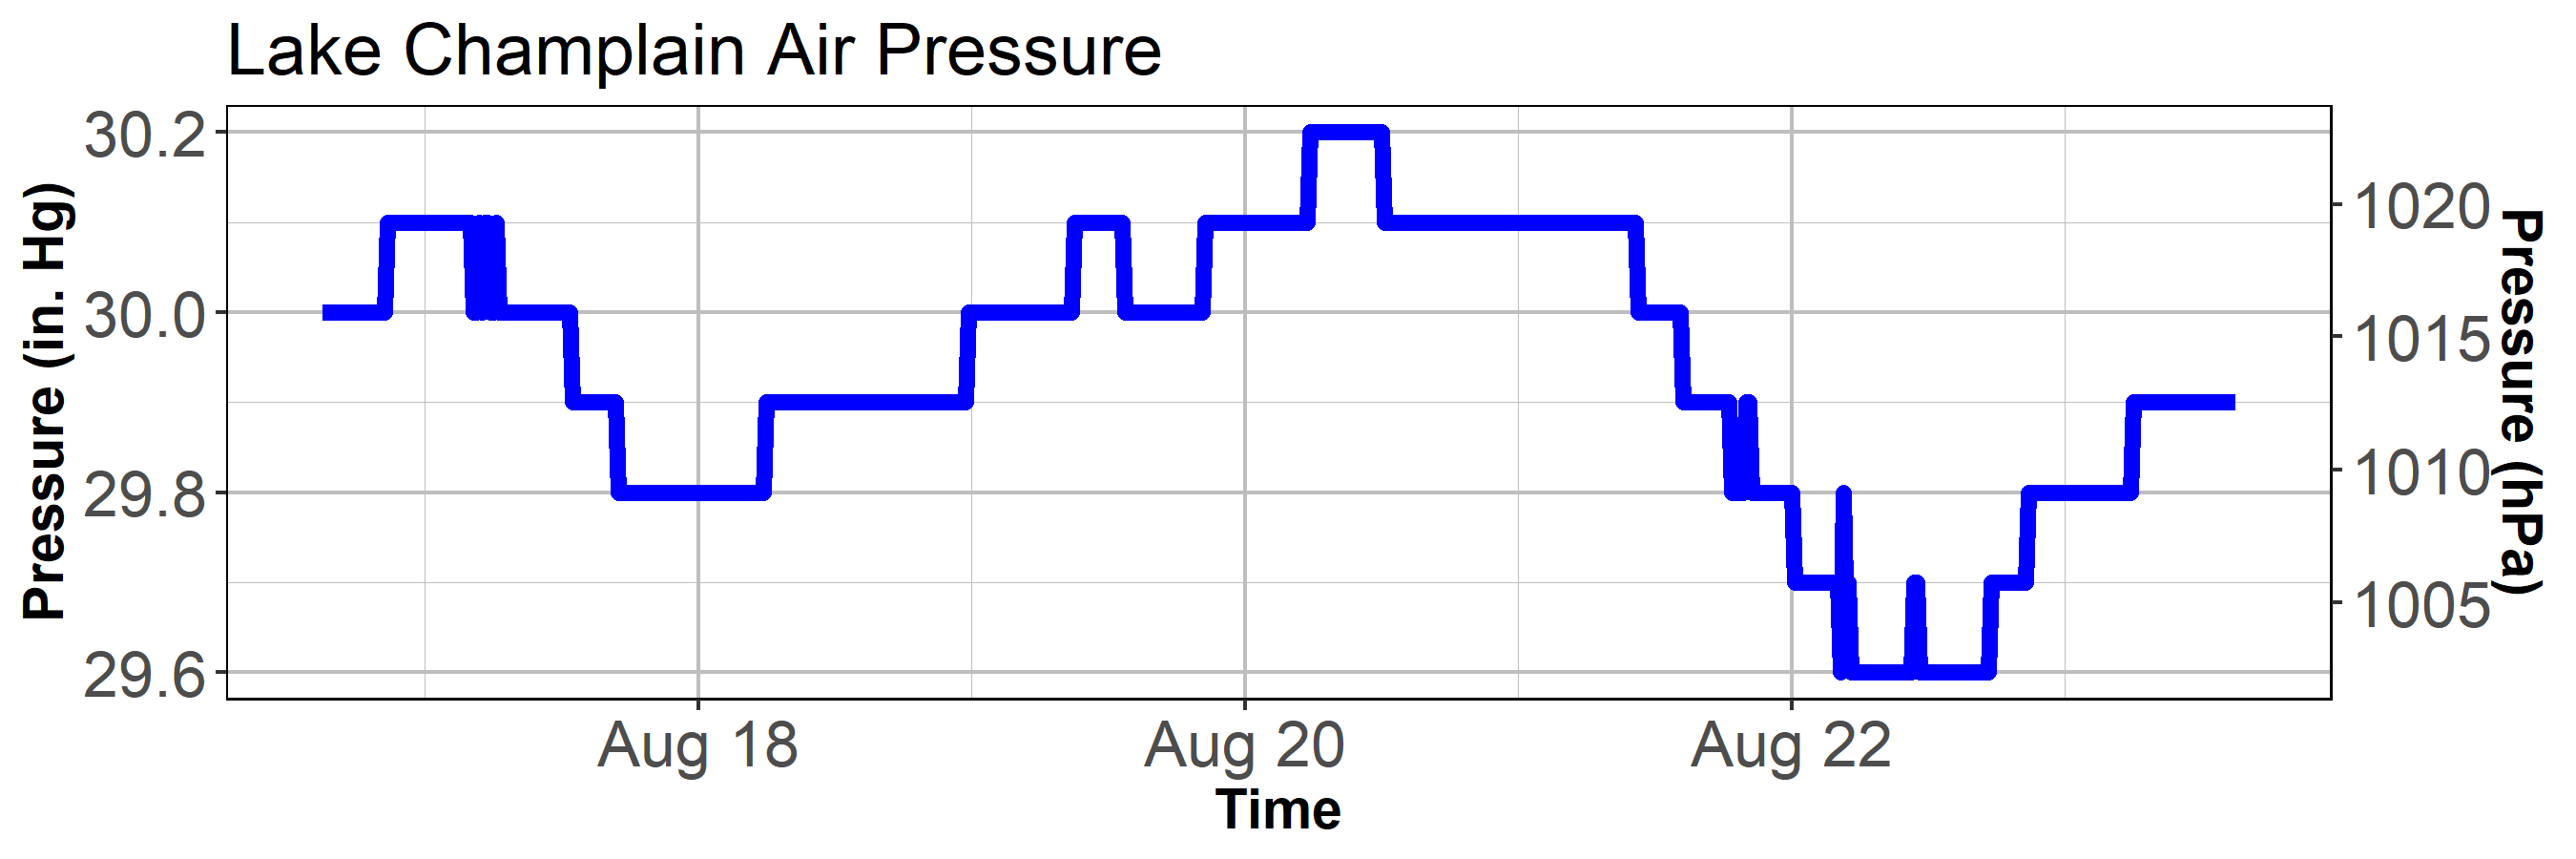 Lake Champlain Air Pressure
Pressure (in. Hg)
30.2
30.0
29.8
29.6
1020
1015
1010
1005
Pressure (hPa)
Aug 18
Aug 20
Aug 22
Time